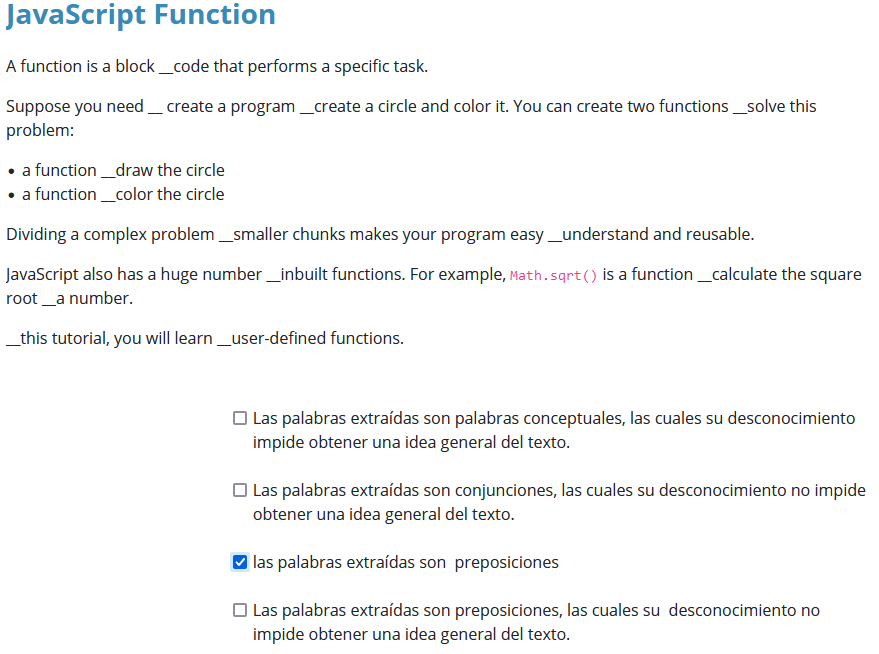 JavaScript Function
A function is a block __code that performs a specific task.
Suppose you need __ create a program __create a circle and color it. You can create two functions __solve this
problem:
• a function __draw the circle
• a function __color the circle
Dividing a complex problem __smaller chunks makes your program easy __understand and reusable.
JavaScript also has a huge number __inbuilt functions. For example, Math.sqrt() is a function __calculate the square
root __a number.
__this tutorial, you will learn __user-defined functions.
Las palabras extraídas son palabras conceptuales, las cuales su desconocimiento
impide obtener una idea general del texto.
Las palabras extraídas son conjunciones, las cuales su desconocimiento no impide
obtener una idea general del texto.
las palabras extraídas son  preposiciones
Las palabras extraídas son preposiciones, las cuales su  desconocimiento no
impide obtener una idea general del texto.